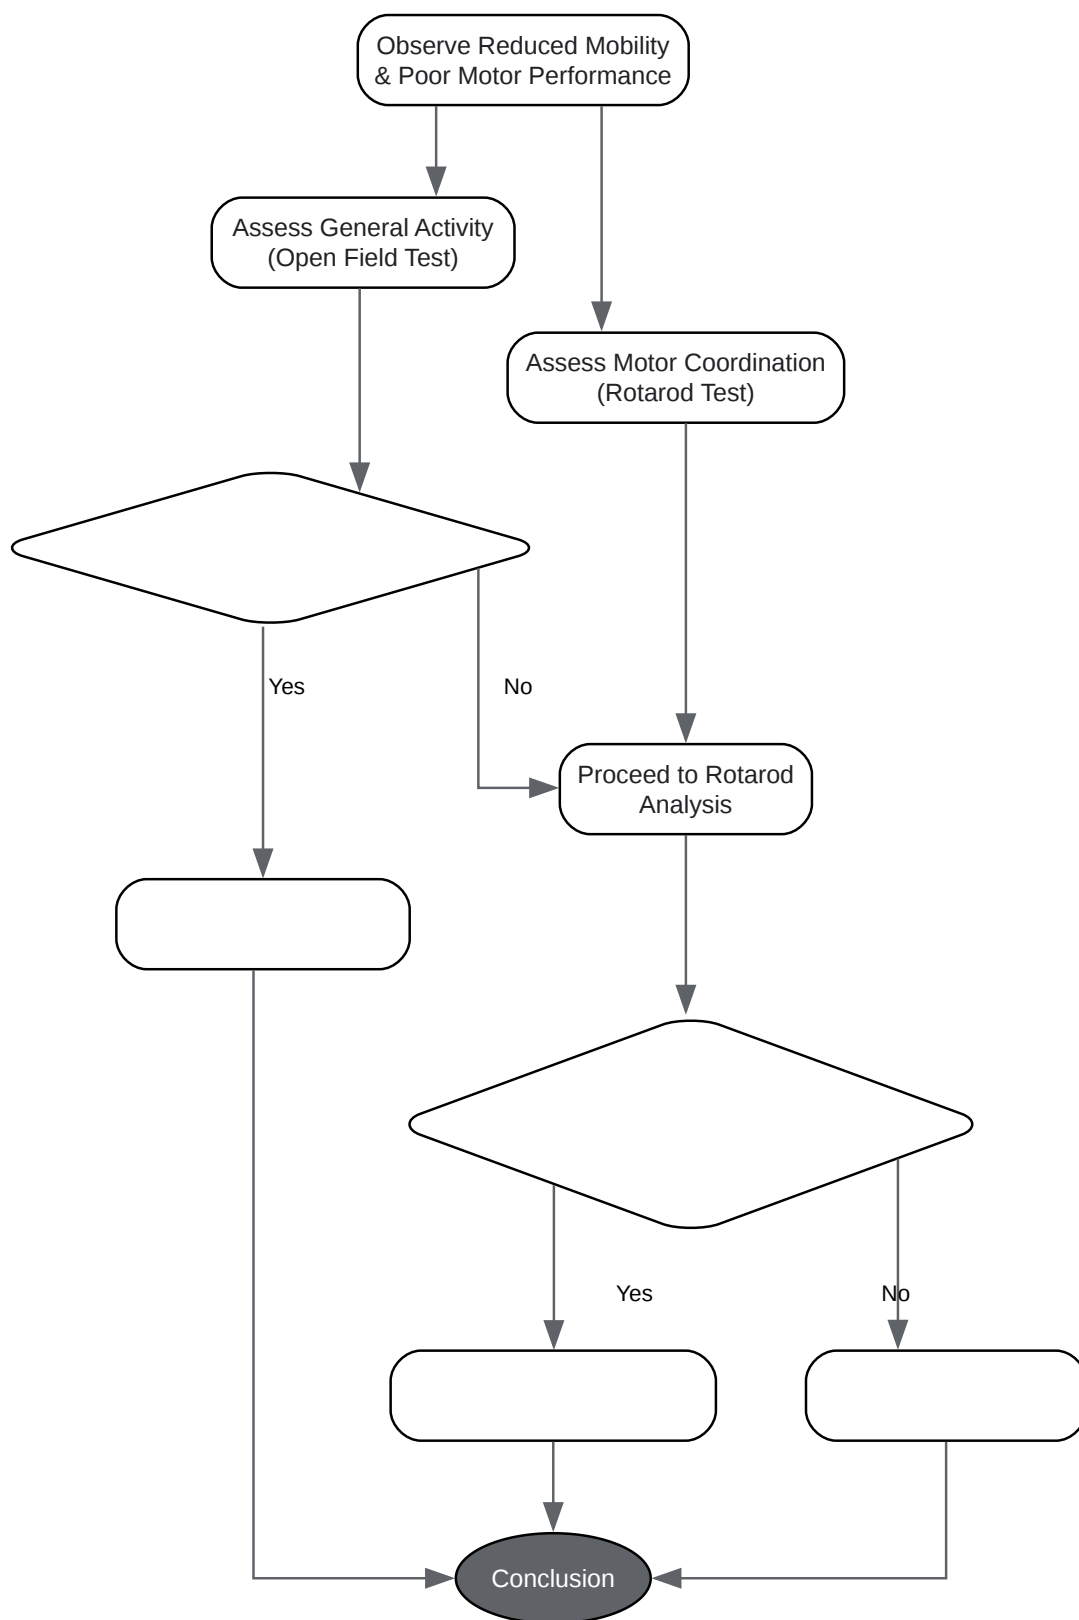 Observe Reduced Mobility
& Poor Motor Performance
Assess General Activity
(Open Field Test)
Assess Motor Coordination
(Rotarod Test)
Yes
No
Proceed to Rotarod
Analysis
Yes
No
Conclusion